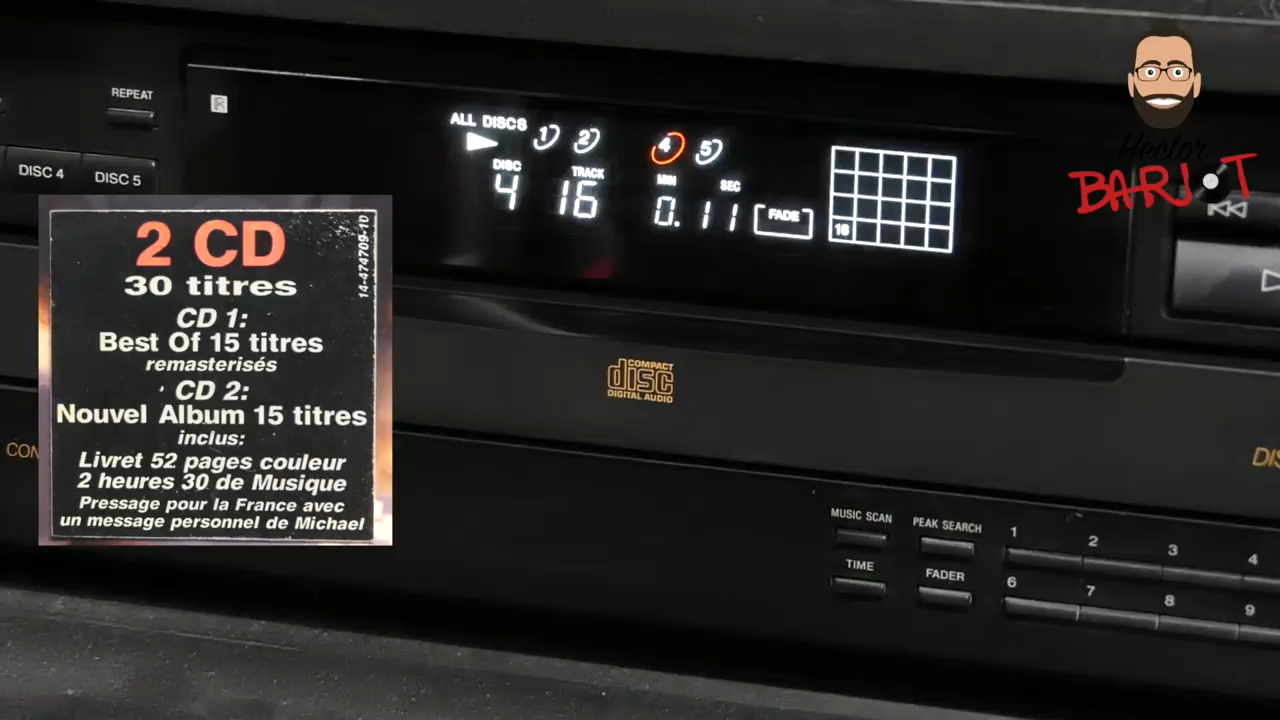 REPEAT
DISC 4
DISC 5
R
ALL DISCS
1 2 4 5
DISC TRACK MIN SEC
4 16 0.11
FADE
16
Hector
BARJOT
2 CD
30 titres
14-474709-10
CD 1:
Best Of 15 titres
remasterisés
CD 2:
Nouvel Album 15 titres
inclus:
Livret 52 pages couleur
2 heures 30 de Musique
Pressage pour la France avec
un message personnel de Michael
COMPACT
disc
DIGITAL AUDIO
MUSIC SCAN
PEAK SEARCH
TIME
FADER
1 2 3 4
6 7 8 9